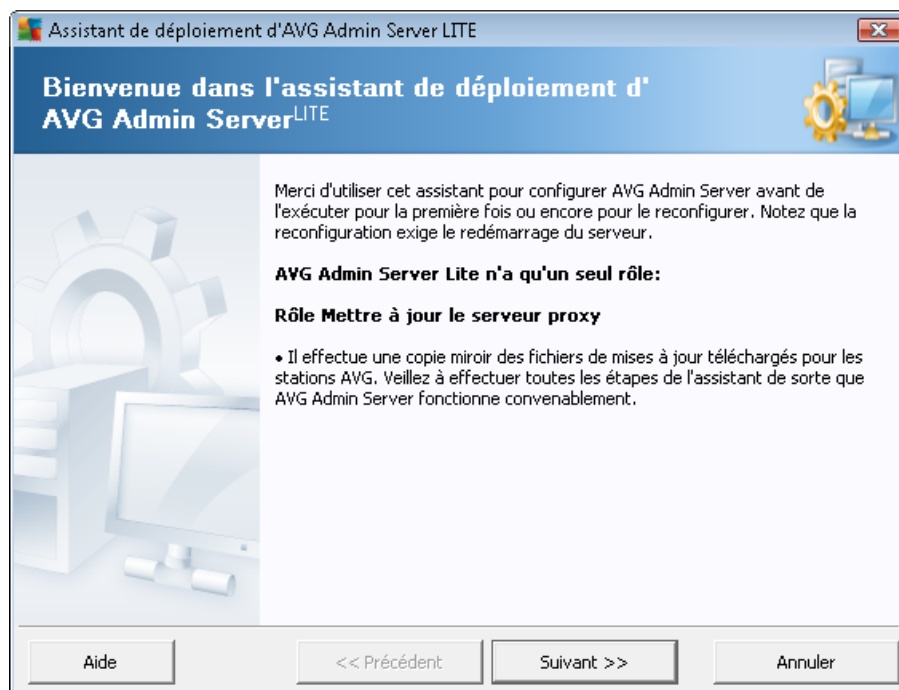 Assistant de déploiement d'AVG Admin Server LITE
Bienvenue dans l'assistant de déploiement d'
AVG Admin Server LITE
Merci d'utiliser cet assistant pour configurer AVG Admin Server avant de
l'exécuter pour la première fois ou encore pour le reconfigurer. Notez que la
reconfiguration exige le redémarrage du serveur.
AVG Admin Server Lite n'a qu'un seul rôle:
Rôle Mettre à jour le serveur proxy
• Il effectue une copie miroir des fichiers de mises à jour téléchargés pour les
stations AVG. Veillez à effectuer toutes les étapes de l'assistant de sorte que
AVG Admin Server fonctionne convenablement.
Aide
<< Précédent
Suivant >>
Annuler